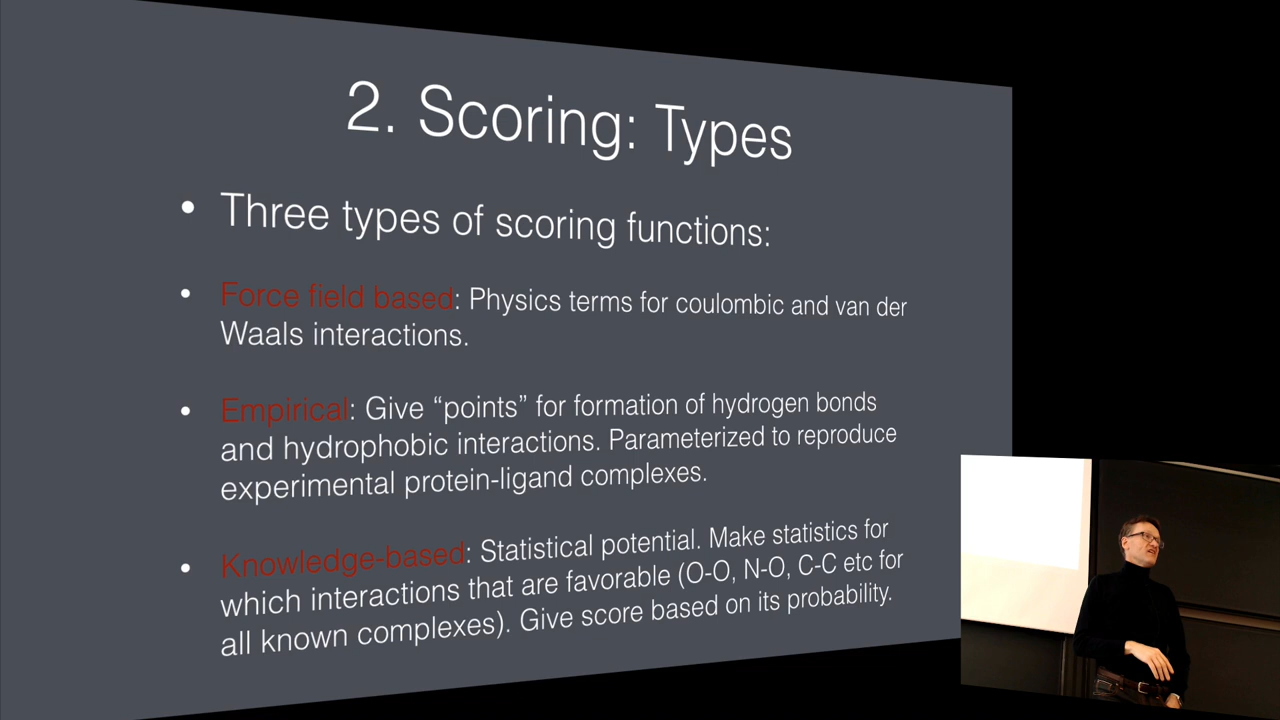 2. Scoring: Types
• Three types of scoring functions:
• Force field based: Physics terms for coulombic and van der
Waals interactions.
• Empirical: Give “points” for formation of hydrogen bonds
and hydrophobic interactions. Parameterized to reproduce
experimental protein-ligand complexes.
• Knowledge-based: Statistical potential. Make statistics for
which interactions that are favorable (O-O, N-O, C-C etc for
all known complexes). Give score based on its probability.